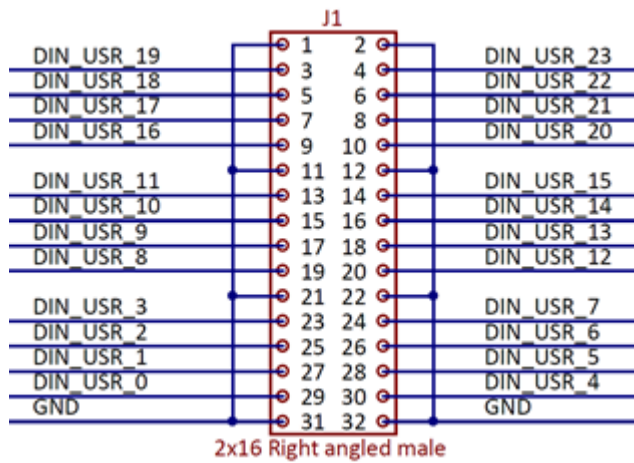 J1
1 2
DIN_USR_19 DIN_USR_23
3 4
DIN_USR_18 DIN_USR_22
5 6
DIN_USR_17 DIN_USR_21
7 8
DIN_USR_16 DIN_USR_20
9 10
11 12
DIN_USR_11 DIN_USR_15
13 14
DIN_USR_10 DIN_USR_14
15 16
DIN_USR_9 DIN_USR_13
17 18
DIN_USR_8 DIN_USR_12
19 20
21 22
DIN_USR_3 DIN_USR_7
23 24
DIN_USR_2 DIN_USR_6
25 26
DIN_USR_1 DIN_USR_5
27 28
DIN_USR_0 DIN_USR_4
29 30
GND GND
31 32
2x16 Right angled male